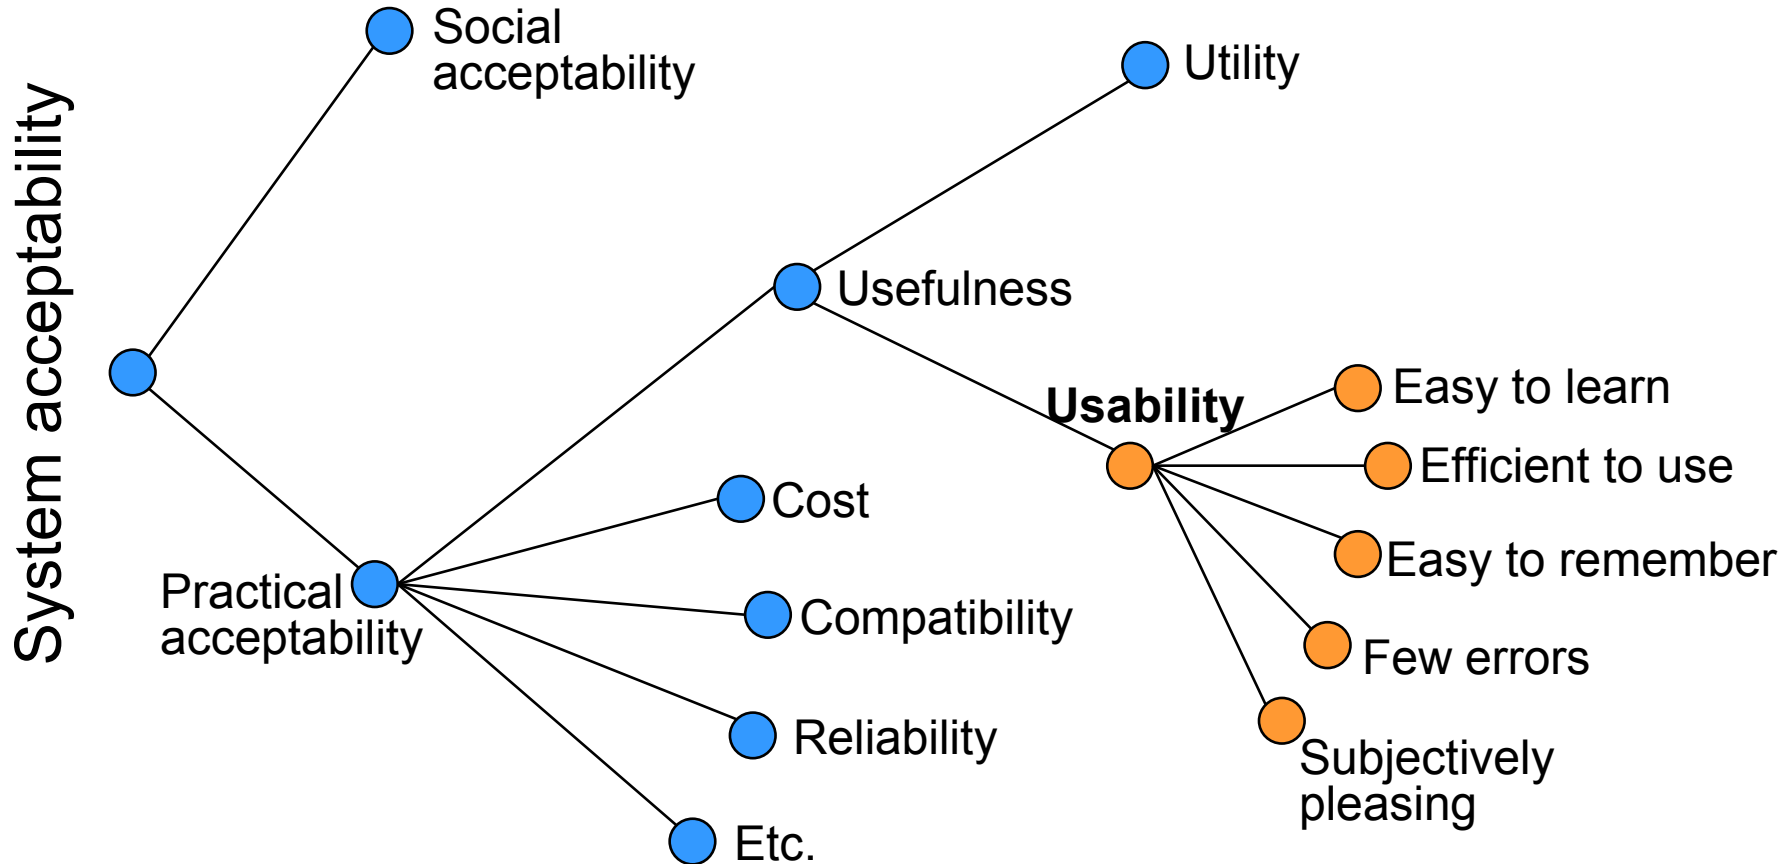 System acceptability
Social
acceptability
Utility
Usefulness
Usability
Easy to learn
Efficient to use
Easy to remember
Few errors
Subjectively
pleasing
Practical
acceptability
Cost
Compatibility
Reliability
Etc.